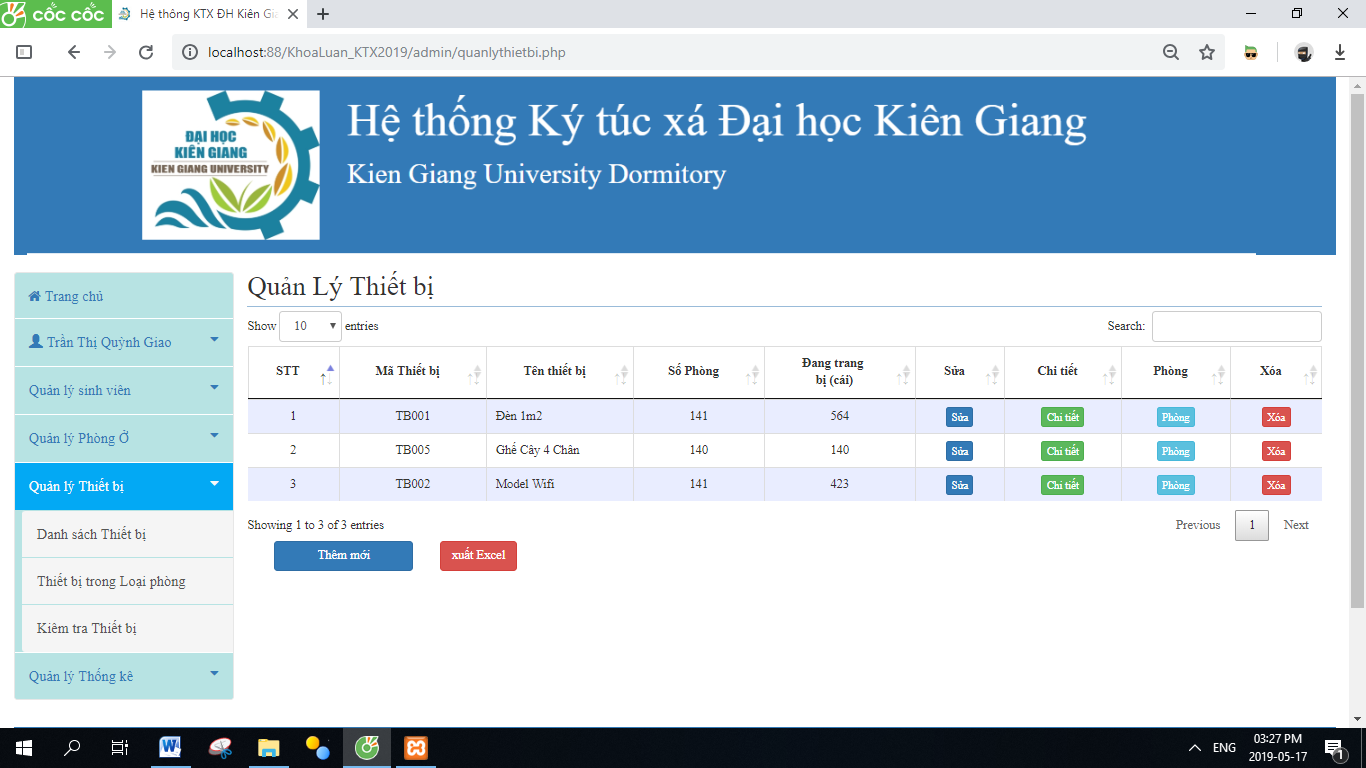 cốc cốc
Hệ thống KTX ĐH Kiên Gia
localhost:88/KhoaLuan_KTX2019/admin/quanlythietbi.php
ĐẠI HỌC
KIÊN GIANG
KIEN GIANG UNIVERSITY
Hệ thống Ký túc xá Đại học Kiên Giang
Kien Giang University Dormitory
Trang chủ
Trần Thị Quỳnh Giao
Quản lý sinh viên
Quản lý Phòng Ở
Quản lý Thiết bị
Danh sách Thiết bị
Thiết bị trong Loại phòng
Kiêm tra Thiết bị
Quản lý Thống kê
Quản Lý Thiết bị
Show 10 entries Search:
STT Mã Thiết bị Tên thiết bị Số Phòng Đang trang bị (cái) Sửa Chi tiết Phòng Xóa
1 TB001 Đèn 1m2 141 564 Sửa Chi tiết Phòng Xóa
2 TB005 Ghế Cây 4 Chân 140 140 Sửa Chi tiết Phòng Xóa
3 TB002 Model Wifi 141 423 Sửa Chi tiết Phòng Xóa
Showing 1 to 3 of 3 entries Previous 1 Next
Thêm mới xuất Excel
ENG
03:27 PM
2019-05-17
1